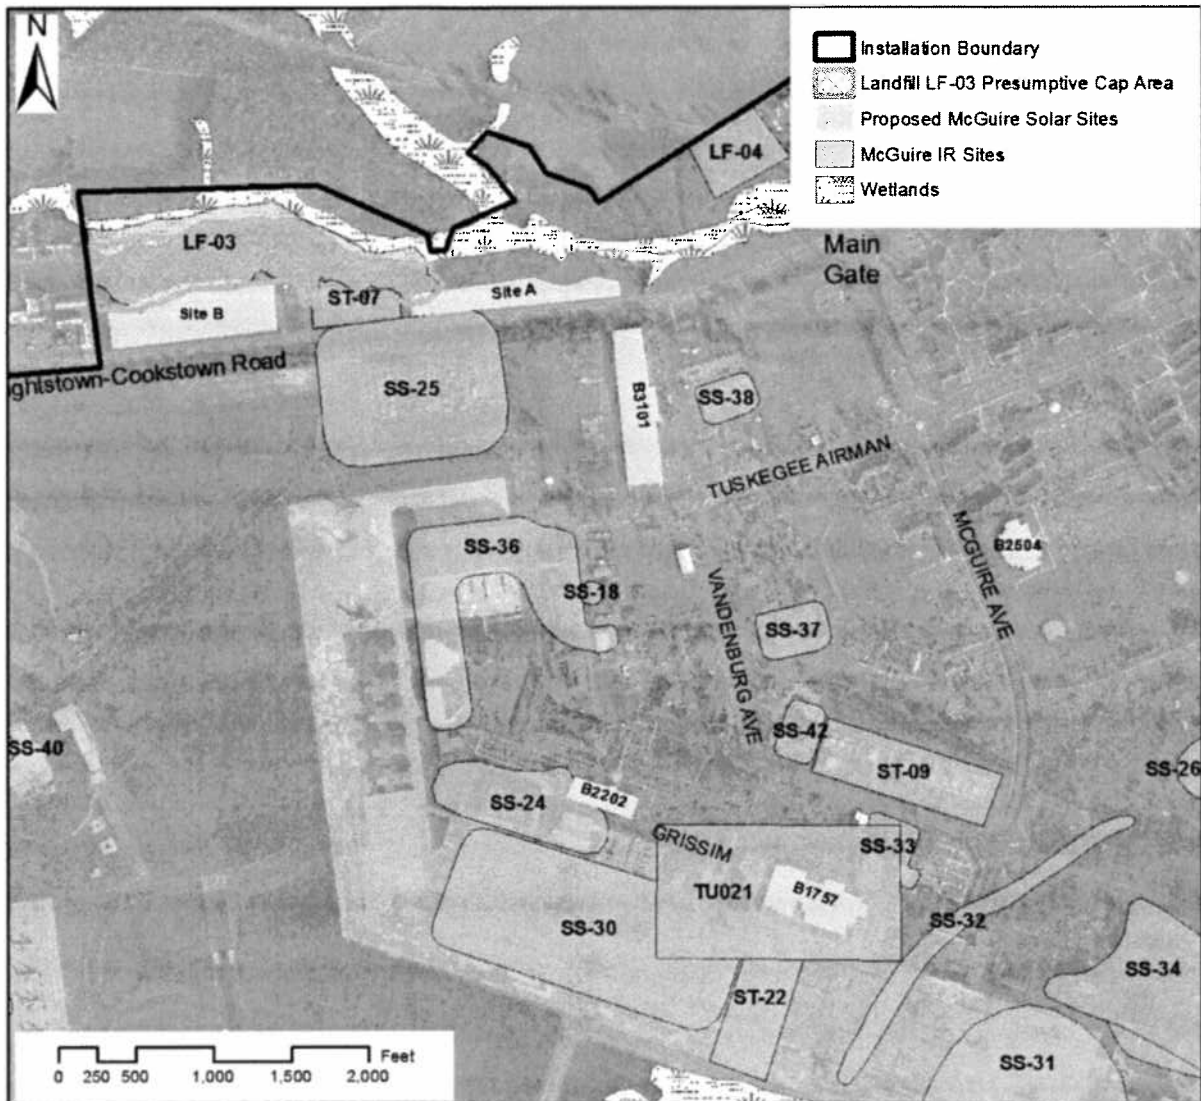 N
Installation Boundary
Landfill LF-03 Presumptive Cap Area
Proposed McGuire Solar Sites
McGuire IR Sites
Wetlands
LF-04
LF-03
Main
Gate
ST-07
Site A
Site B
ghtstown-Cookstown Road
SS-25
B3101
SS-38
TUSKEGEE AIRMAN
MCGUIRE AVE
B2504
SS-36
SS-18
VANDENBURG AVE
SS-37
SS-40
SS-42
ST-09
SS-26
SS-24
B2202
GRISSIM
SS-33
TU021
B1757
SS-30
SS-32
SS-34
ST-22
SS-31
Feet
0 250 500 1,000 1,500 2,000